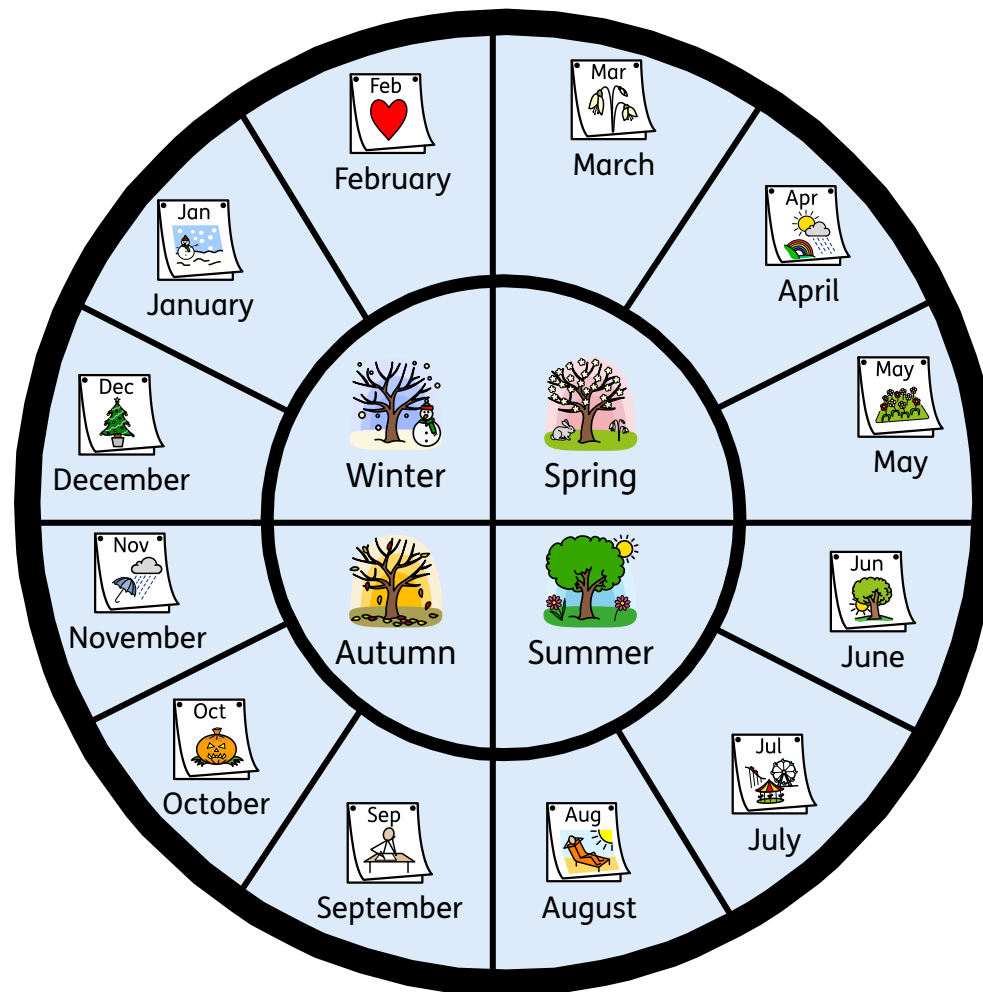 Feb
February
Mar
March
Jan
January
Apr
April
Dec
December
May
May
Winter
Spring
Nov
November
Autumn
Summer
Jun
June
Oct
October
Jul
July
Sep
September
Aug
August